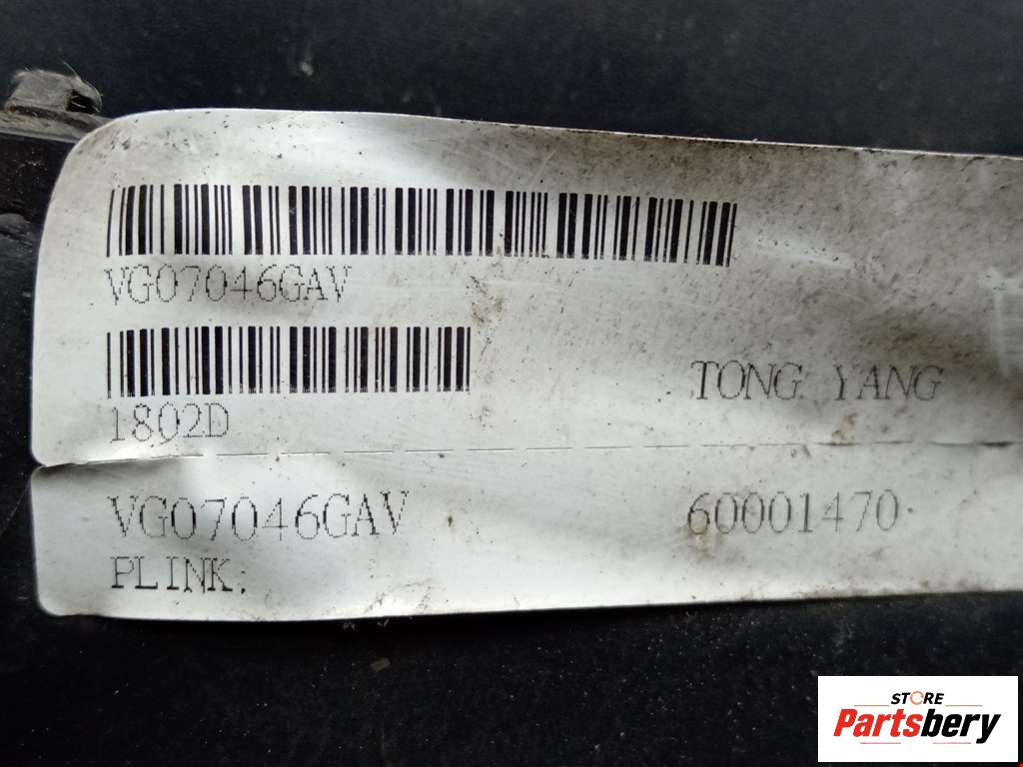 VG07046GAV
1802D
TONG YANG
VG07046GAV
60001470
PLINK;
STORE
Partsbery